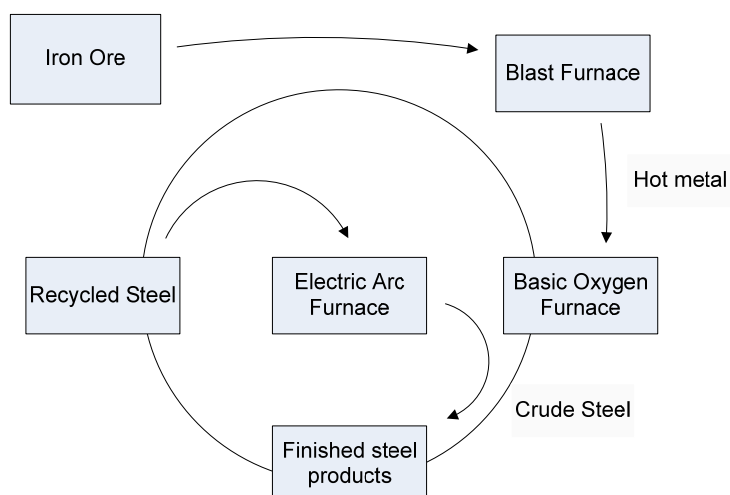 Iron Ore
Blast Furnace
Hot metal
Recycled Steel
Electric Arc
Furnace
Basic Oxygen
Furnace
Crude Steel
Finished steel
products